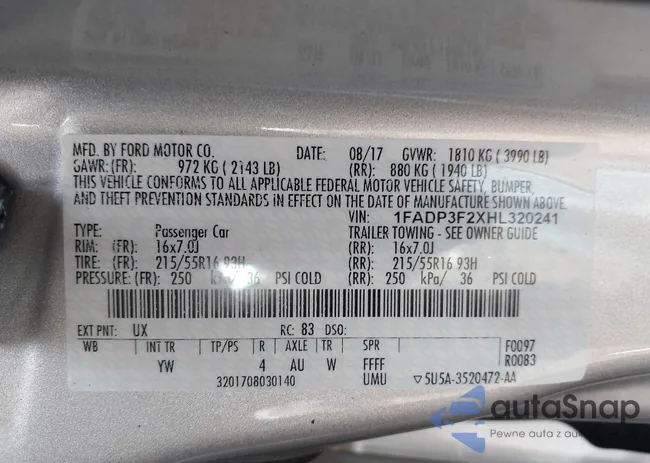 MFD. BY FORD MOTOR CO. DATE: 08/17 GVWR: 1810 KG ( 3990 LB)
GAWR: (FR): 972 KG ( 2143 LB) (RR): 880 KG ( 1940 LB)
THIS VEHICLE CONFORMS TO ALL APPLICABLE FEDERAL MOTOR VEHICLE SAFETY, BUMPER,
AND THEFT PREVENTION STANDARDS IN EFFECT ON THE DATE OF MANUFACTURE SHOWN ABOVE.
VIN: 1FADP3F2XHL320241
TYPE: Passenger Car TRAILER TOWING - SEE OWNER GUIDE
RIM: (FR): 16x7.0J (RR): 16x7.0J
TIRE: (FR): 215/55R16 93H (RR): 215/55R16 93H
PRESSURE: (FR): 250 kPa/ 36 PSI COLD (RR): 250 kPa/ 36 PSI COLD
EXT PNT: UX RC: 83 DSO: F0097
WB INT TR TP/PS R AXLE TR SPR R0083
YW 4 AU W FFFF
3201708030140 UMU ▽5U5A-3520472-AA
autaSnap
Pewne auta z au